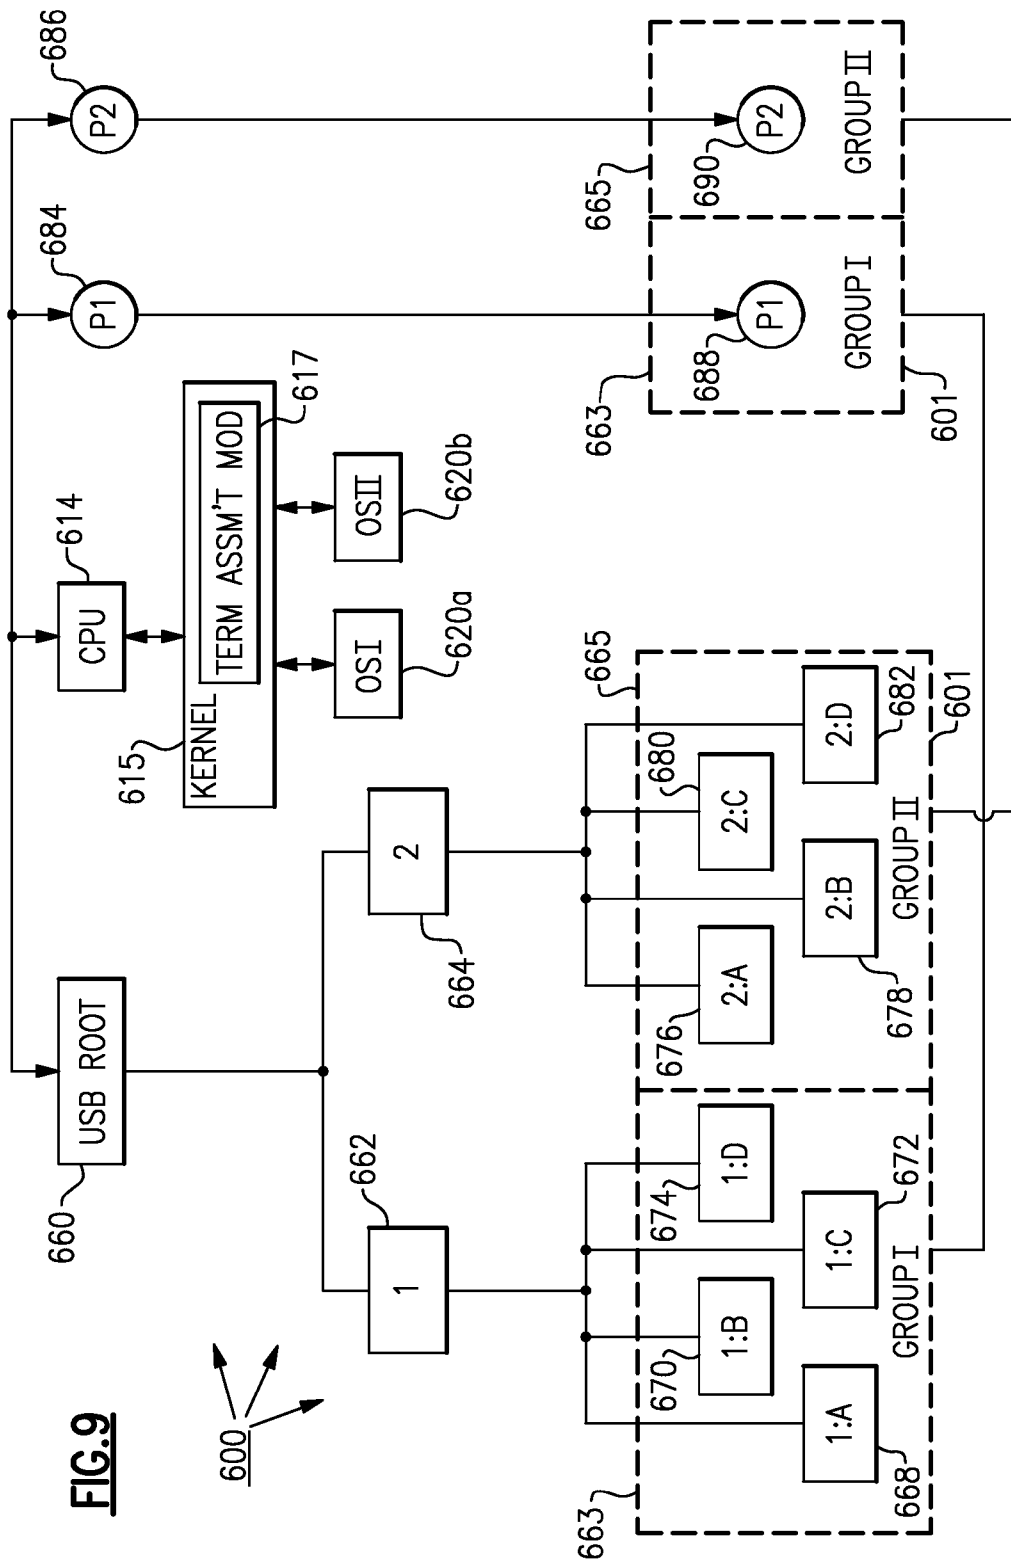 FIG.9
600
660
USB ROOT
CPU
614
P1
684
P2
686
615
KERNEL
TERM ASSM'T MOD
617
OSI
620a
OSII
620b
1
662
2
664
663
665
1:A
668
1:B
670
1:C
672
1:D
674
2:A
676
2:B
678
2:C
680
2:D
682
GROUP I
GROUP II
601
663
665
P1
688
P2
690
GROUP I
GROUP II
601